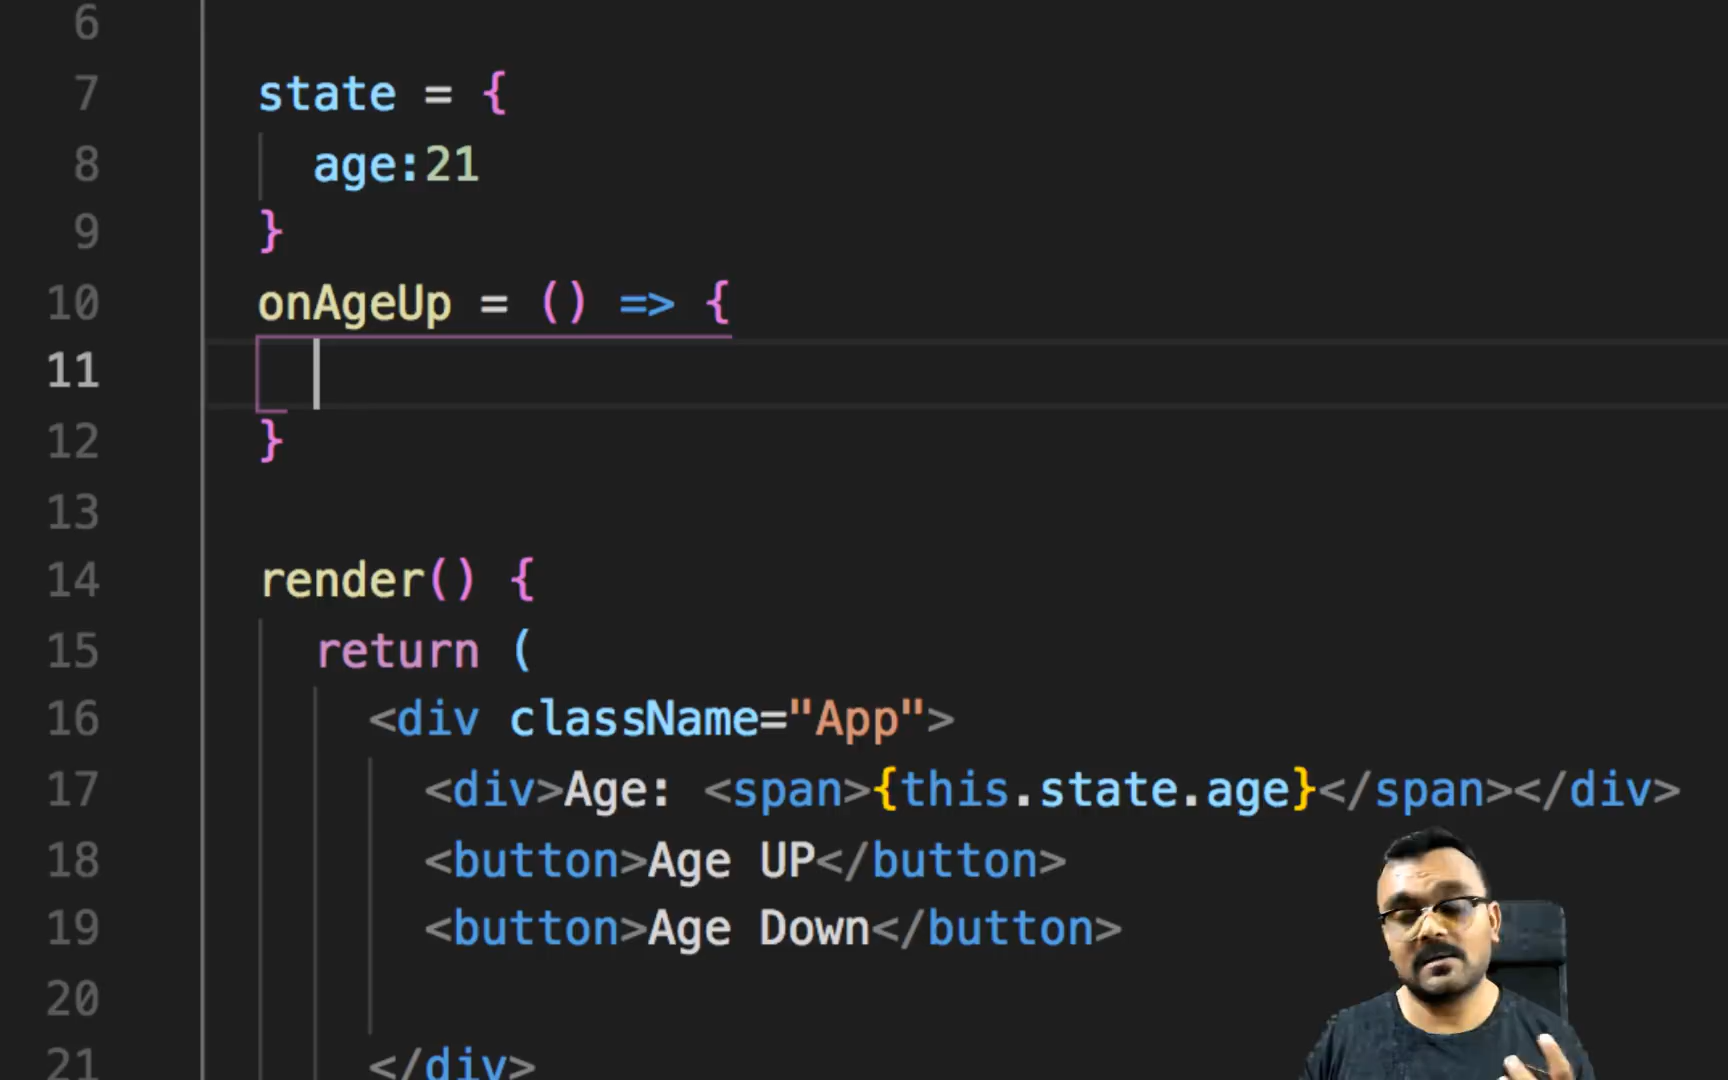 6
7 state = {
8 age:21
9 }
10 onAgeUp = () => {
11
12 }
13
14 render() {
15 return (
16 <div className="App">
17 <div>Age: <span>{this.state.age}</span></div>
18 <button>Age UP</button>
19 <button>Age Down</button>
20
21 </div>